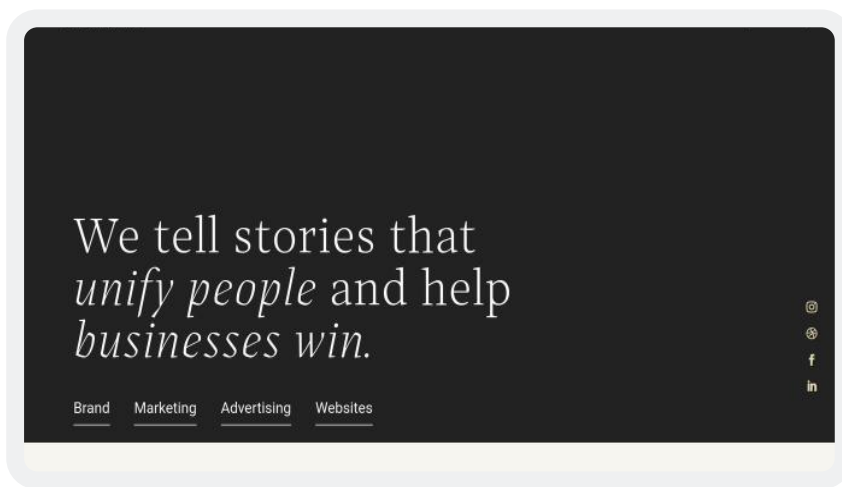 We tell stories that
unify people and help
businesses win.
Brand Marketing Advertising Websites